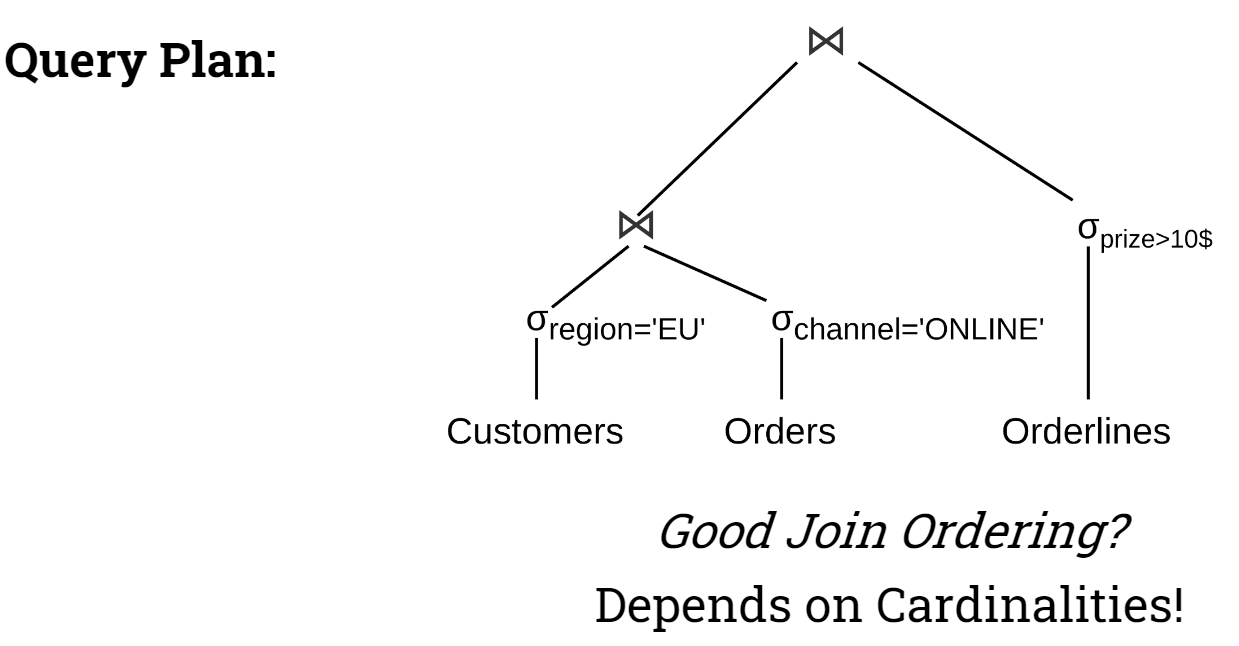 Query Plan:
⋈
⋈
σprize>10$
σregion='EU' σchannel='ONLINE'
Customers Orders Orderlines
Good Join Ordering?
Depends on Cardinalities!